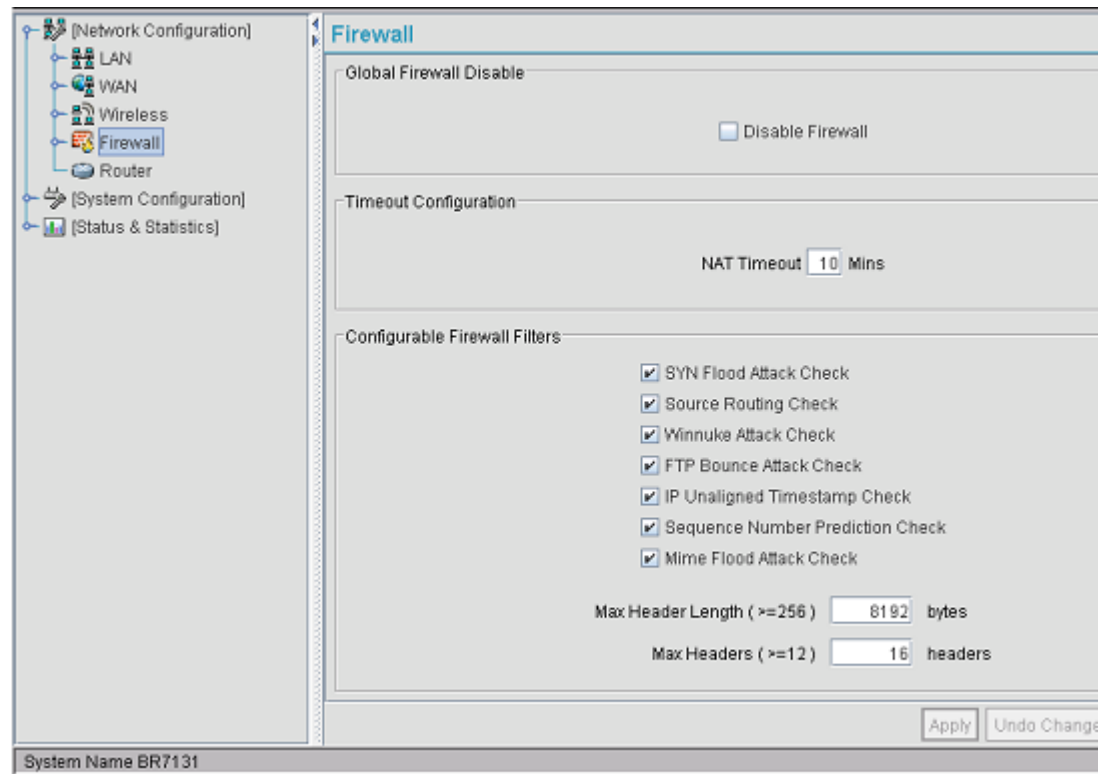 [Network Configuration]
LAN
WAN
Wireless
Firewall
Router
[System Configuration]
[Status & Statistics]
Firewall
Global Firewall Disable
Disable Firewall
Timeout Configuration
NAT Timeout 10 Mins
Configurable Firewall Filters
SYN Flood Attack Check
Source Routing Check
Winnuke Attack Check
FTP Bounce Attack Check
IP Unaligned Timestamp Check
Sequence Number Prediction Check
Mime Flood Attack Check
Max Header Length ( >=256 ) 8192 bytes
Max Headers ( >=12 ) 16 headers
Apply Undo Change
System Name BR7131